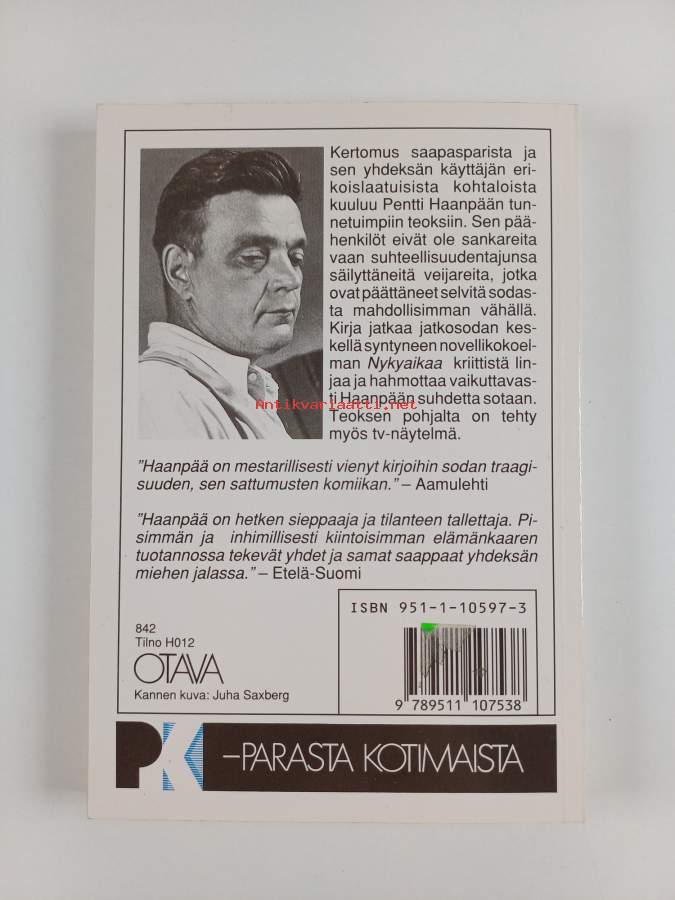 Kertomus saapasparista ja
sen yhdeksän käyttäjän eri-
koislaatuisista kohtaloista
kuuluu Pentti Haanpään tun-
netuimpiin teoksiin. Sen pää-
henkilöt eivät ole sankareita
vaan suhteellisuudentajunsa
säilyttäneitä veijareita, jotka
ovat päättäneet selvitä sodas-
ta mahdollisimman vähällä.
Kirja jatkaa jatkosodan kes-
kellä syntyneen novellikokoel-
man Nykyaikaa kriittistä lin-
jaa ja hahmottaa vaikuttavas-
ti Haanpään suhdetta sotaan.
Teoksen pohjalta on tehty
myös tv-näytelmä.
Antikvariaatti.net
"Haanpää on mestarillisesti vienyt kirjoihin sodan traagi-
suuden, sen sattumusten komiikan." – Aamulehti
"Haanpää on hetken sieppaaja ja tilanteen tallettaja. Pi-
simmän ja inhimillisesti kiintoisimman elämänkaaren
tuotannossa tekevät yhdet ja samat saappaat yhdeksän
miehen jalassa." – Etelä-Suomi
ISBN 951-1-10597-3
842
Tilno H012
OTAVA
Kannen kuva: Juha Saxberg
9 789511 107538
PK –PARASTA KOTIMAISTA